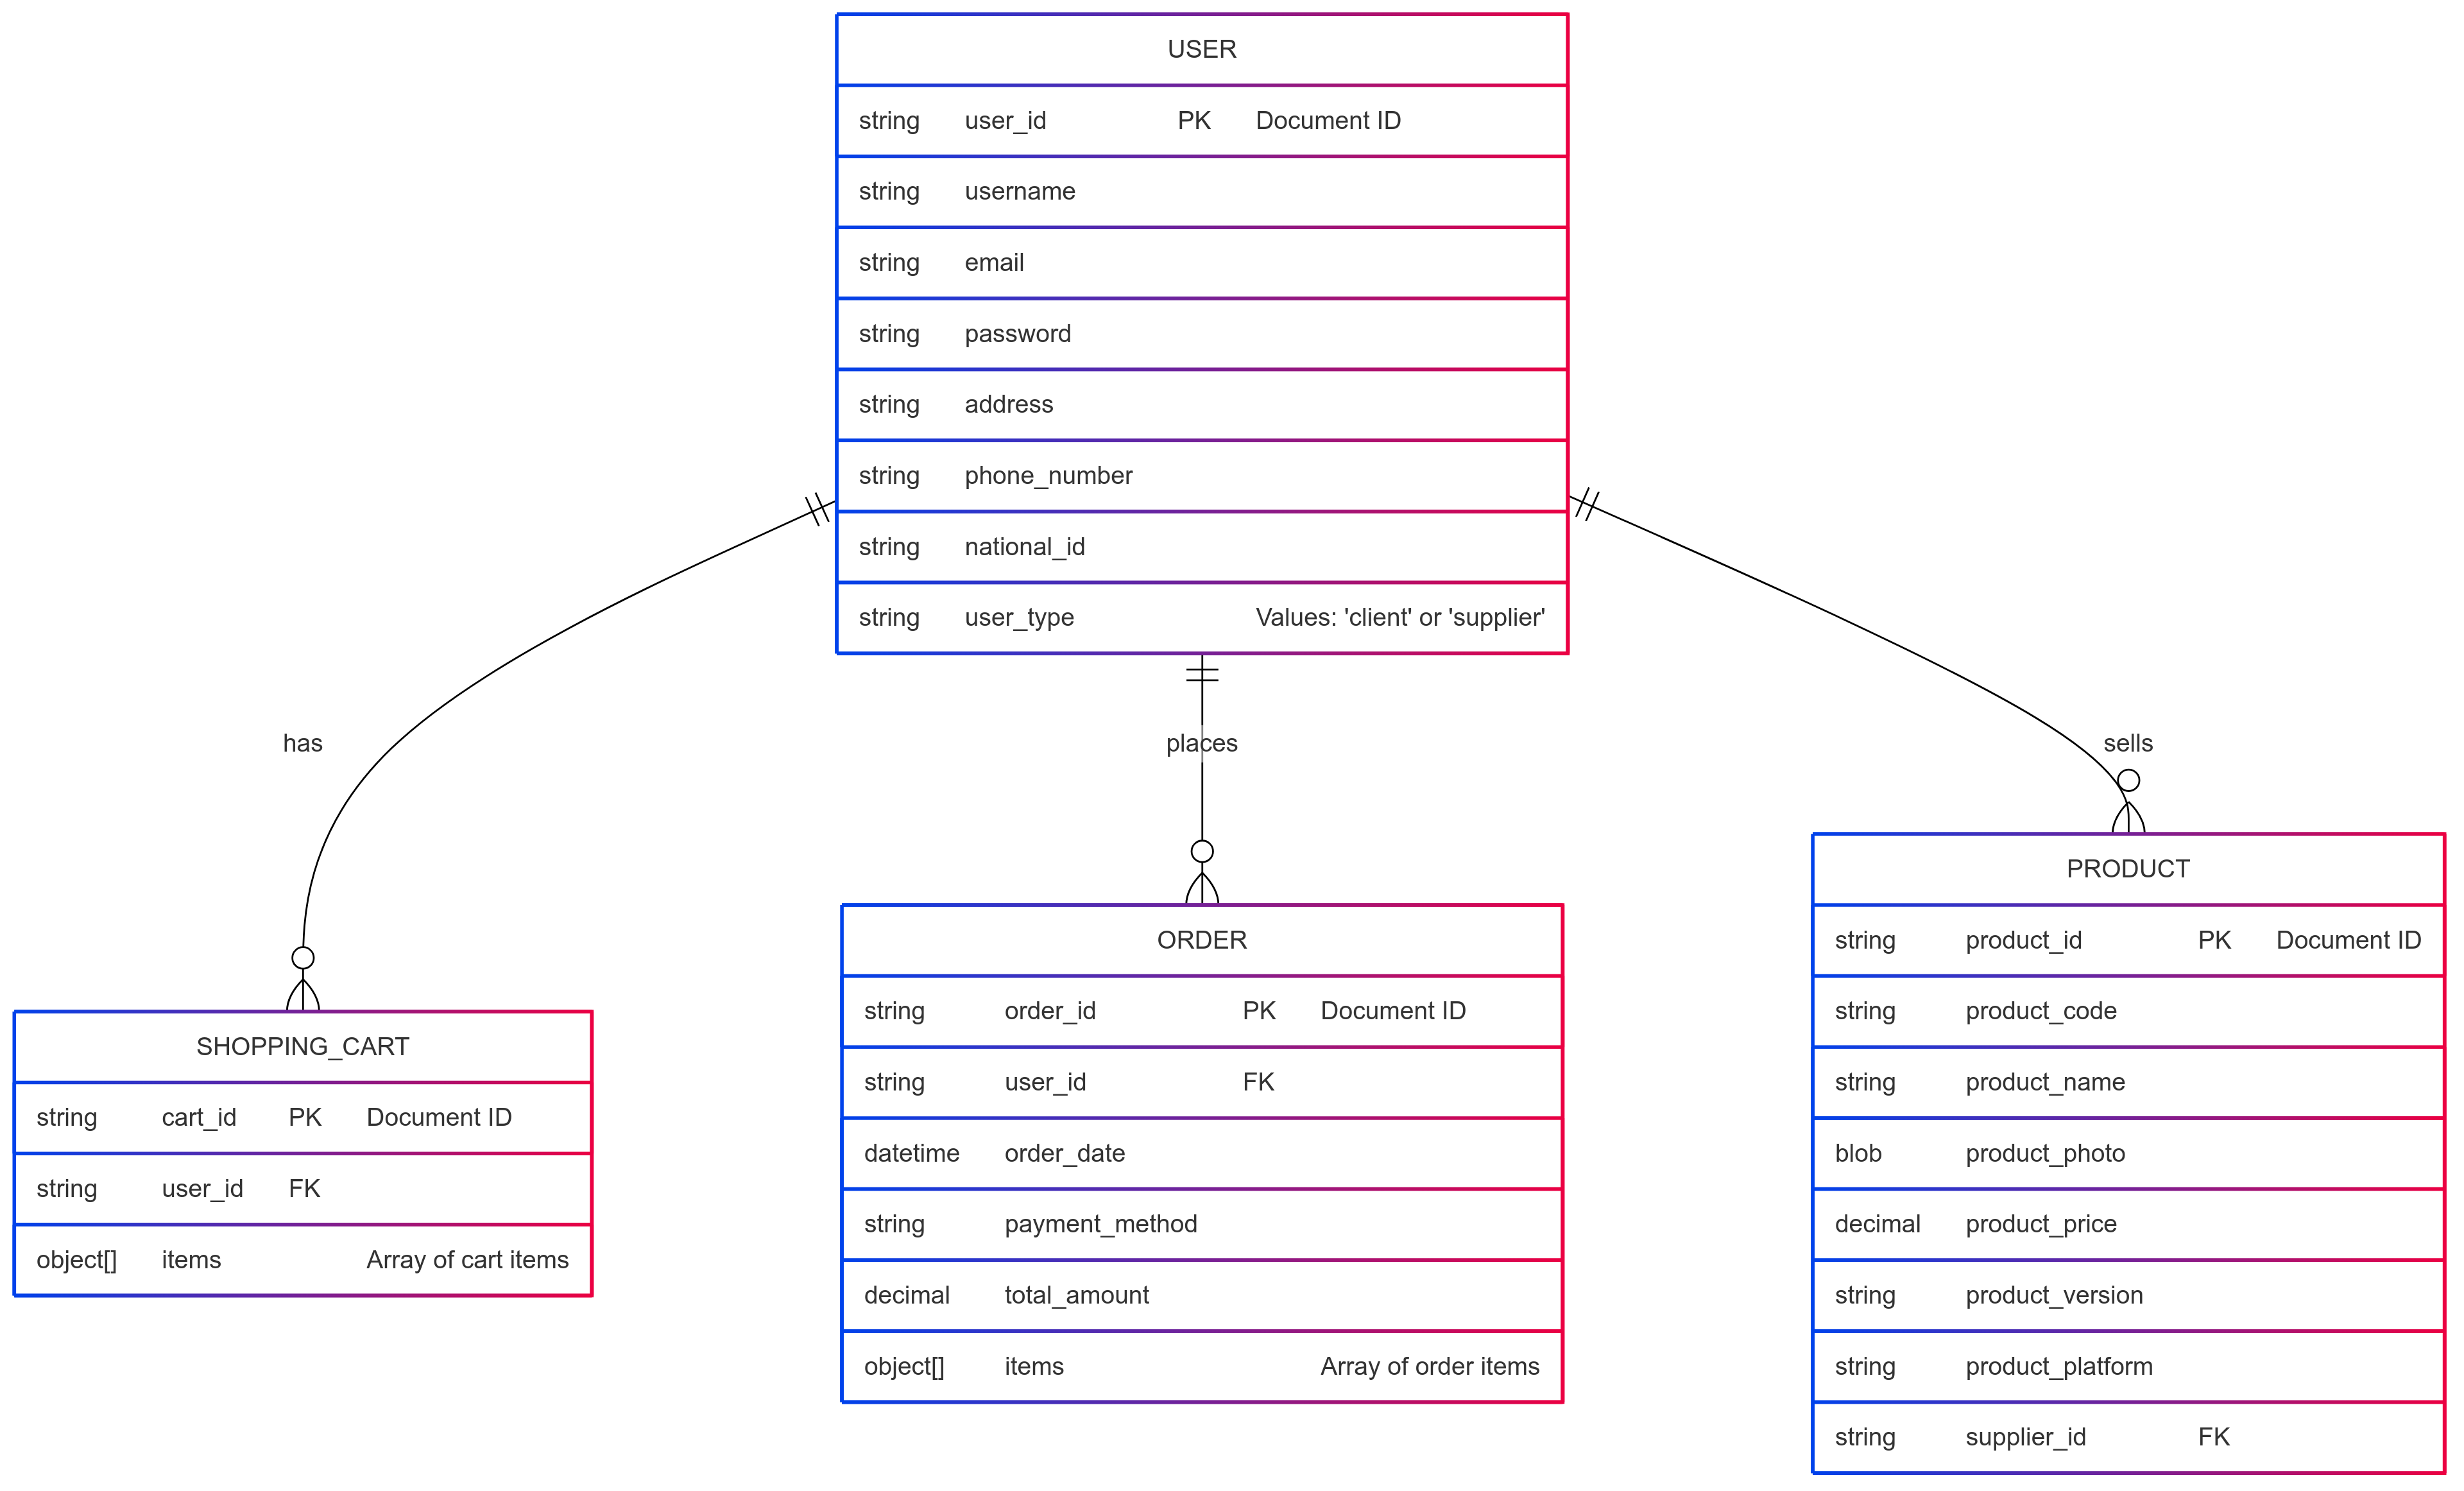 USER
string user_id PK Document ID
string username
string email
string password
string address
string phone_number
string national_id
string user_type Values: 'client' or 'supplier'
has
places
sells
SHOPPING_CART
string cart_id PK Document ID
string user_id FK
object[] items Array of cart items
ORDER
string order_id PK Document ID
string user_id FK
datetime order_date
string payment_method
decimal total_amount
object[] items Array of order items
PRODUCT
string product_id PK Document ID
string product_code
string product_name
blob product_photo
decimal product_price
string product_version
string product_platform
string supplier_id FK